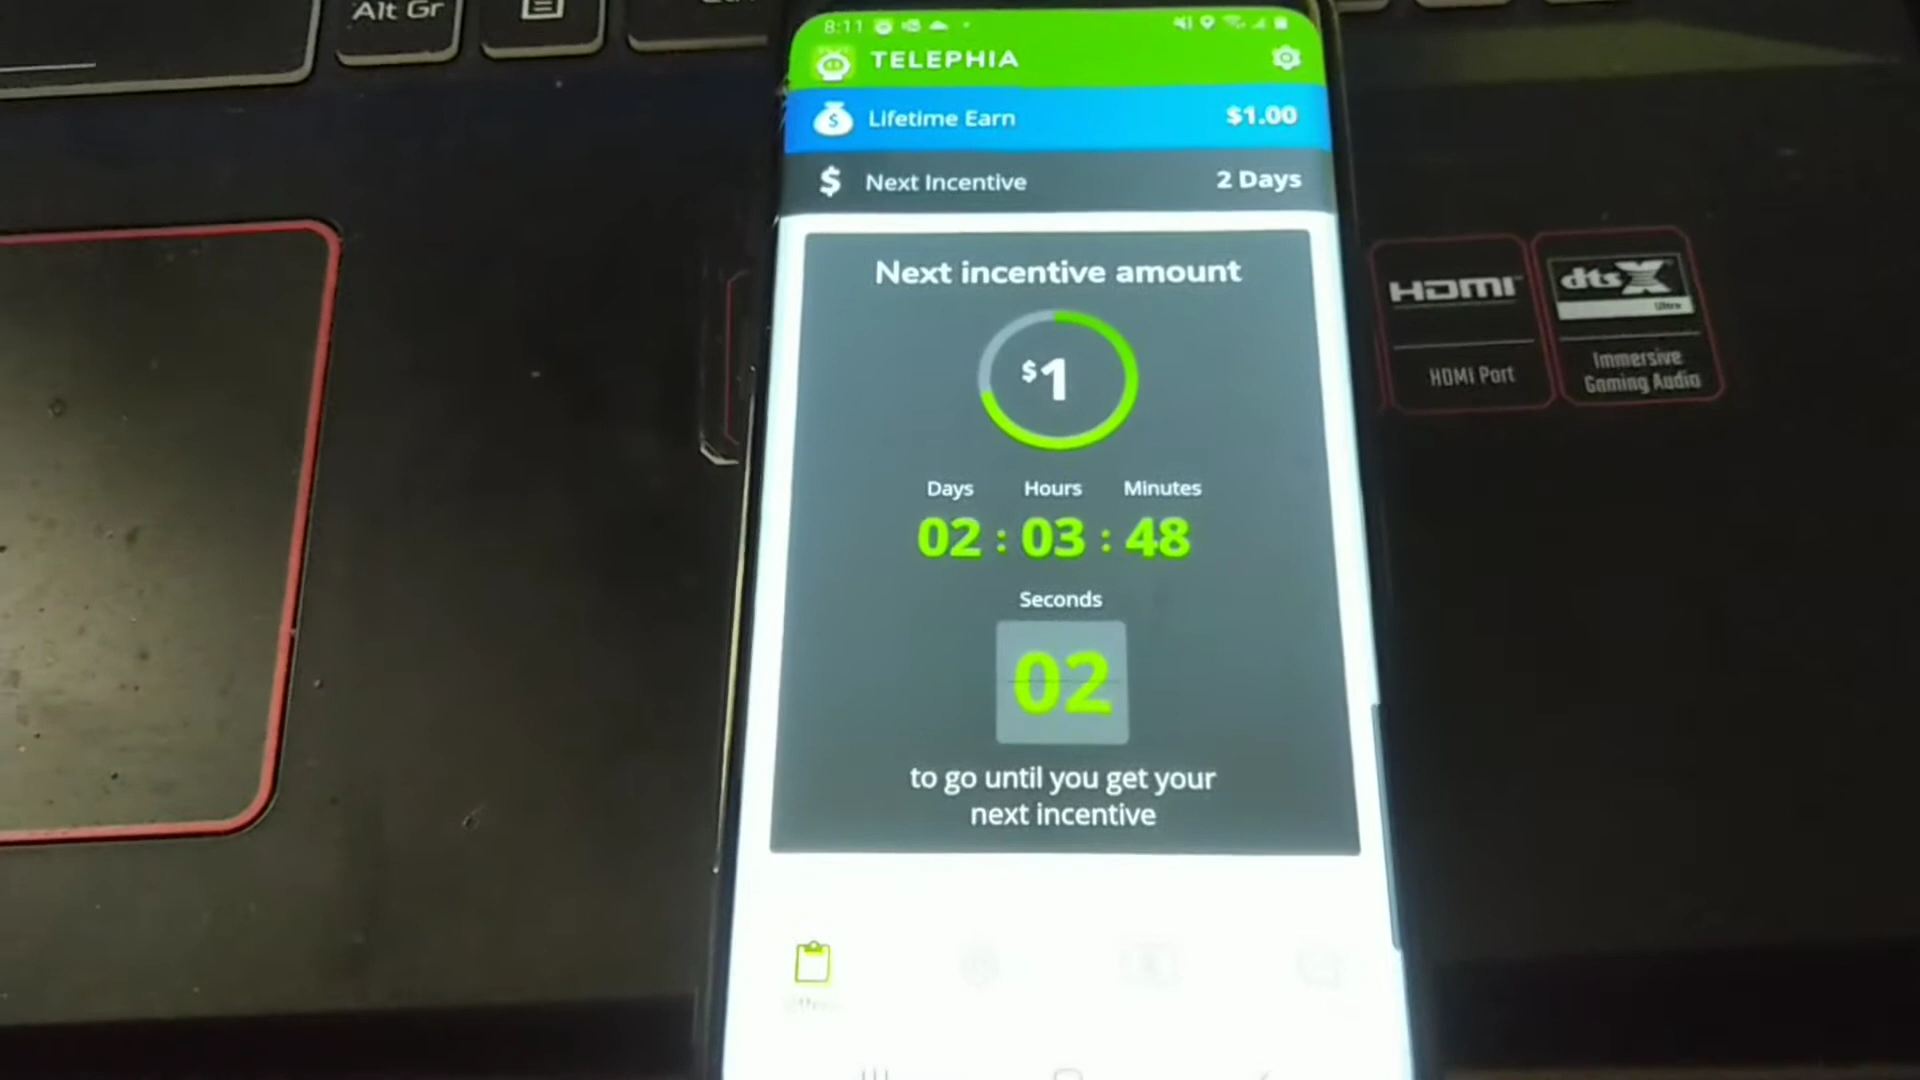 Alt Gr
8:11
TELEPHIA
Lifetime Earn $1.00
Next Incentive 2 Days
Next incentive amount
$1
Days Hours Minutes
02 : 03 : 48
Seconds
02
to go until you get your
next incentive
HDMI
HDMI Port
dts X
Ultra
Immersive
Gaming Audio